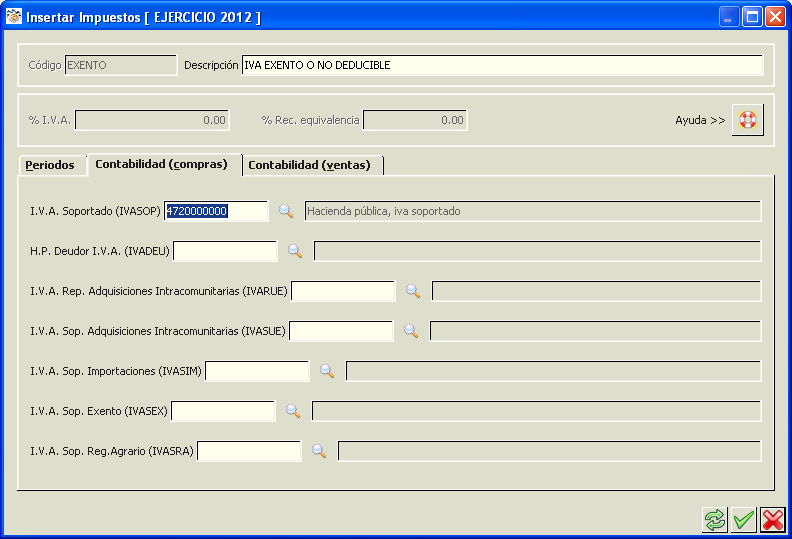 Insertar Impuestos [ EJERCICIO 2012 ]
Código EXENTO Descripción IVA EXENTO O NO DEDUCIBLE
% I.V.A. 0.00 % Rec. equivalencia 0.00 Ayuda >>
Periodos Contabilidad (compras) Contabilidad (ventas)
I.V.A. Soportado (IVASOP) 4720000000 Hacienda pública, iva soportado
H.P. Deudor I.V.A. (IVADEU)
I.V.A. Rep. Adquisiciones Intracomunitarias (IVARUE)
I.V.A. Sop. Adquisiciones Intracomunitarias (IVASUE)
I.V.A. Sop. Importaciones (IVASIM)
I.V.A. Sop. Exento (IVASEX)
I.V.A. Sop. Reg.Agrario (IVASRA)